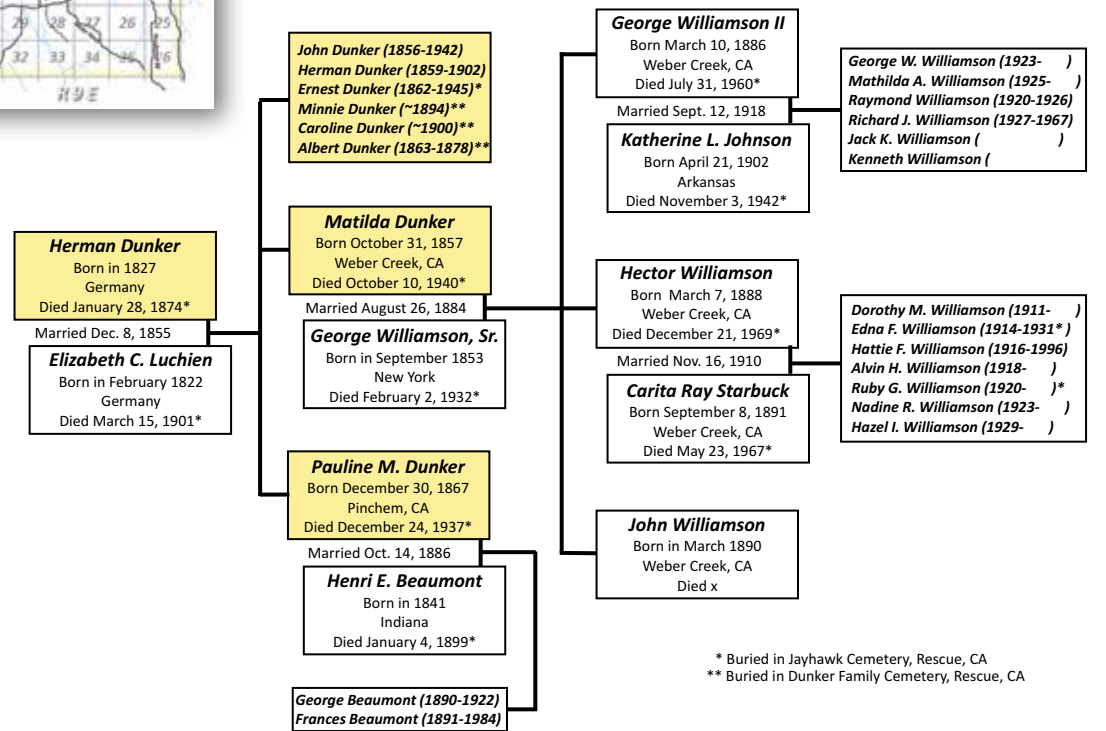 29 28 27 26 25
32 33 34 36
R9E
John Dunker (1856-1942)
Herman Dunker (1859-1902)
Ernest Dunker (1862-1945)*
Minnie Dunker (~1894)**
Caroline Dunker (~1900)**
Albert Dunker (1863-1878)**
Herman Dunker
Born in 1827
Germany
Died January 28, 1874*
Married Dec. 8, 1855
Elizabeth C. Luchien
Born in February 1822
Germany
Died March 15, 1901*
Matilda Dunker
Born October 31, 1857
Weber Creek, CA
Died October 10, 1940*
Married August 26, 1884
George Williamson, Sr.
Born in September 1853
New York
Died February 2, 1932*
Pauline M. Dunker
Born December 30, 1867
Pinchem, CA
Died December 24, 1937*
Married Oct. 14, 1886
Henri E. Beaumont
Born in 1841
Indiana
Died January 4, 1899*
George Beaumont (1890-1922)
Frances Beaumont (1891-1984)
George Williamson II
Born March 10, 1886
Weber Creek, CA
Died July 31, 1960*
Married Sept. 12, 1918
Katherine L. Johnson
Born April 21, 1902
Arkansas
Died November 3, 1942*
Hector Williamson
Born March 7, 1888
Weber Creek, CA
Died December 21, 1969*
Married Nov. 16, 1910
Carita Ray Starbuck
Born September 8, 1891
Weber Creek, CA
Died May 23, 1967*
John Williamson
Born in March 1890
Weber Creek, CA
Died x
George W. Williamson (1923- )
Mathilda A. Williamson (1925- )
Raymond Williamson (1920-1926)
Richard J. Williamson (1927-1967)
Jack K. Williamson ( )
Kenneth Williamson (
Dorothy M. Williamson (1911- )
Edna F. Williamson (1914-1931* )
Hattie F. Williamson (1916-1996)
Alvin H. Williamson (1918- )
Ruby G. Williamson (1920- )*
Nadine R. Williamson (1923- )
Hazel I. Williamson (1929- )
* Buried in Jayhawk Cemetery, Rescue, CA
** Buried in Dunker Family Cemetery, Rescue, CA